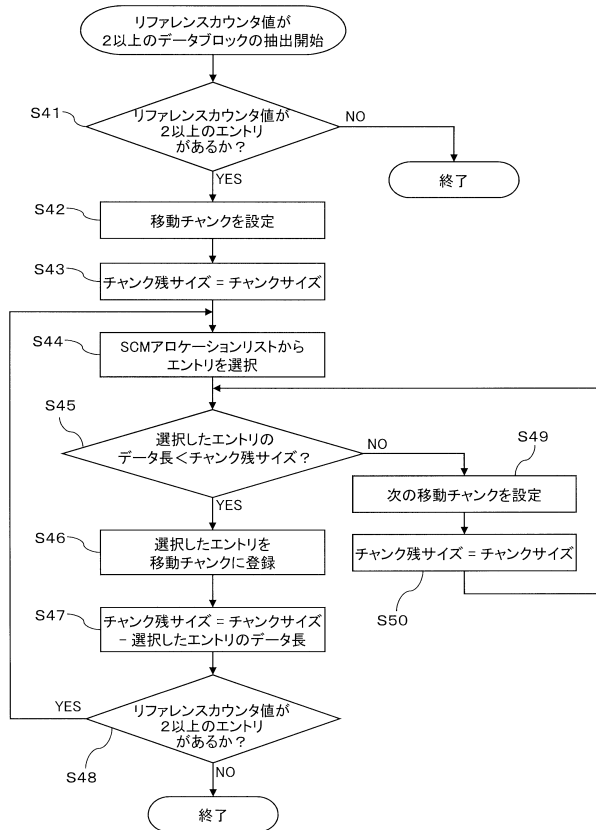 リファレンスカウンタ値が
2以上のデータブロックの抽出開始
S41
リファレンスカウンタ値が
2以上のエントリ
があるか？
NO
終了
YES
S42
移動チャンクを設定
S43
チャンク残サイズ = チャンクサイズ
S44
SCMアロケーションリストから
エントリを選択
S45
選択したエントリの
データ長＜チャンク残サイズ？
NO
S49
次の移動チャンクを設定
YES
S46
選択したエントリを
移動チャンクに登録
チャンク残サイズ = チャンクサイズ
S50
S47
チャンク残サイズ = チャンクサイズ
− 選択したエントリのデータ長
YES
リファレンスカウンタ値が
2以上のエントリ
があるか？
S48
NO
終了